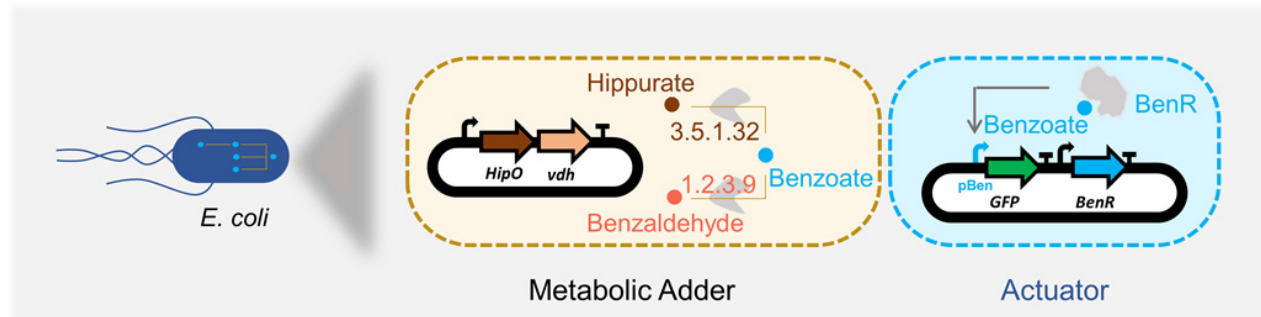 E. coli
Hippurate
3.5.1.32
HipO vdh
Benzoate
1.2.3.9
Benzaldehyde
Metabolic Adder
BenR
Benzoate
pBen
GFP
BenR
Actuator